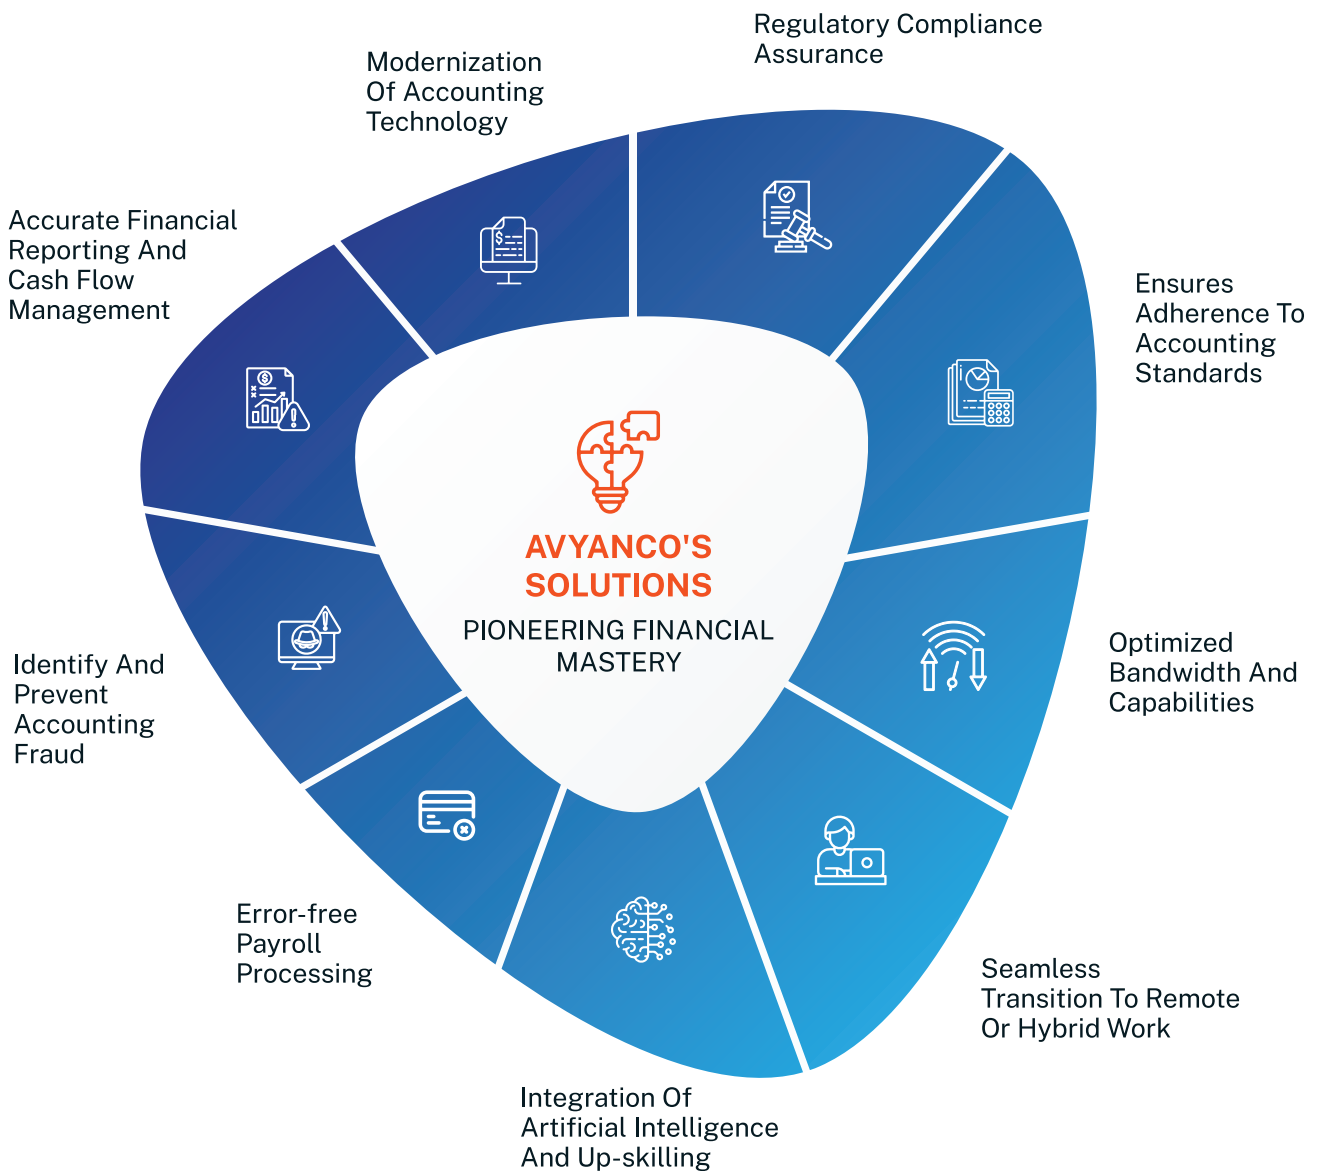 Regulatory Compliance
Assurance
Modernization
Of Accounting
Technology
Accurate Financial
Reporting And
Cash Flow
Management
Ensures
Adherence To
Accounting
Standards
AVYANCO'S
SOLUTIONS
PIONEERING FINANCIAL
MASTERY
Optimized
Bandwidth And
Capabilities
Identify And
Prevent
Accounting
Fraud
Error-free
Payroll
Processing
Seamless
Transition To Remote
Or Hybrid Work
Integration Of
Artificial Intelligence
And Up-skilling